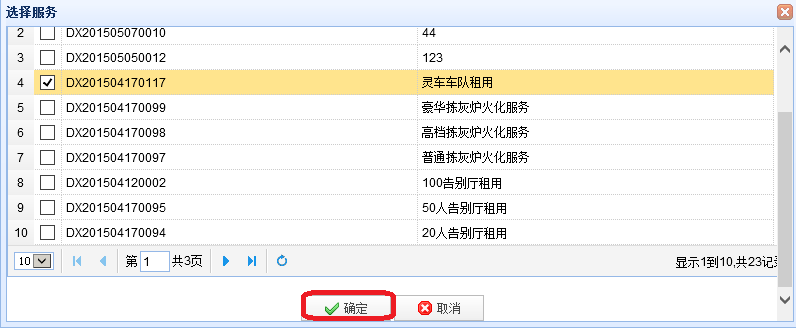 选择服务
2 DX201505070010 44
3 DX201505050012 123
4 DX201504170117 灵车车队租用
5 DX201504170099 豪华拣灰炉火化服务
6 DX201504170098 高档拣灰炉火化服务
7 DX201504170097 普通拣灰炉火化服务
8 DX201504120002 100告别厅租用
9 DX201504170095 50人告别厅租用
10 DX201504170094 20人告别厅租用
10 第 1 共3页 显示1到10,共23记录
确定 取消